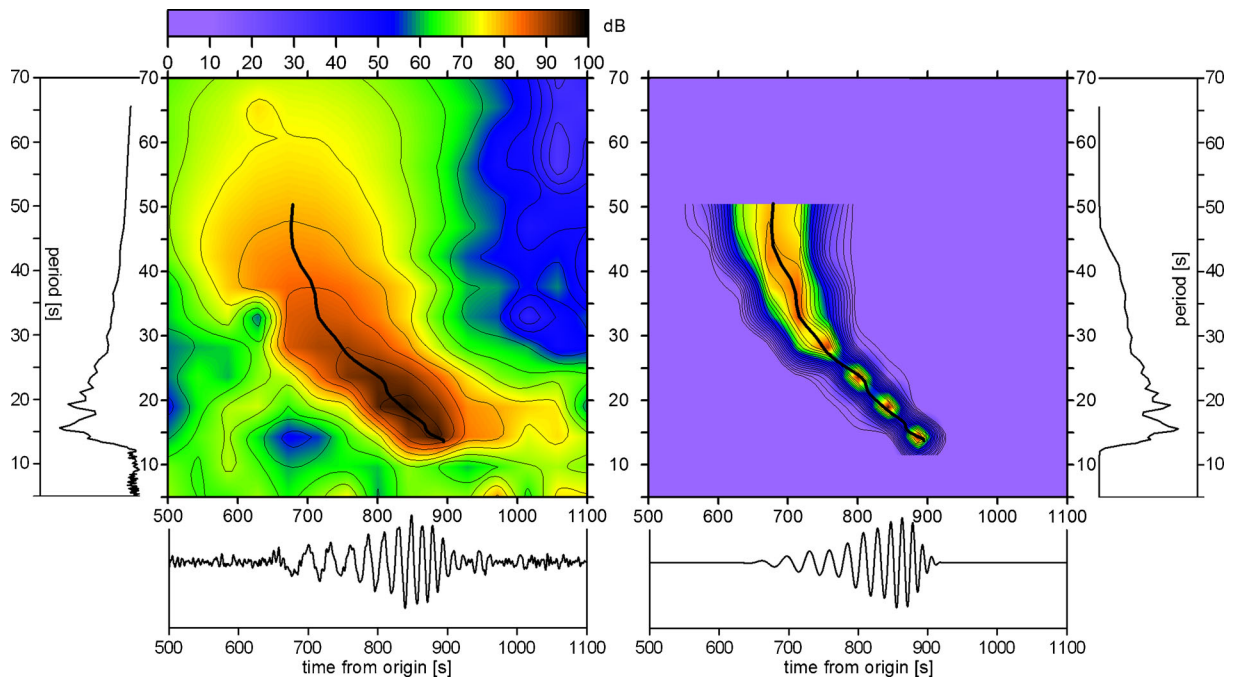 dB
0 10 20 30 40 50 60 70 80 90 100
70 70 70 70
60 60 60 60
50 50 50 50
40 40 40 40
30 30 30 30
20 20 20 20
10 10 10 10
period [s]
period [s]
500 600 700 800 900 1000 1100
500 600 700 800 900 1000 1100
500 600 700 800 900 1000 1100
500 600 700 800 900 1000 1100
time from origin [s]
time from origin [s]